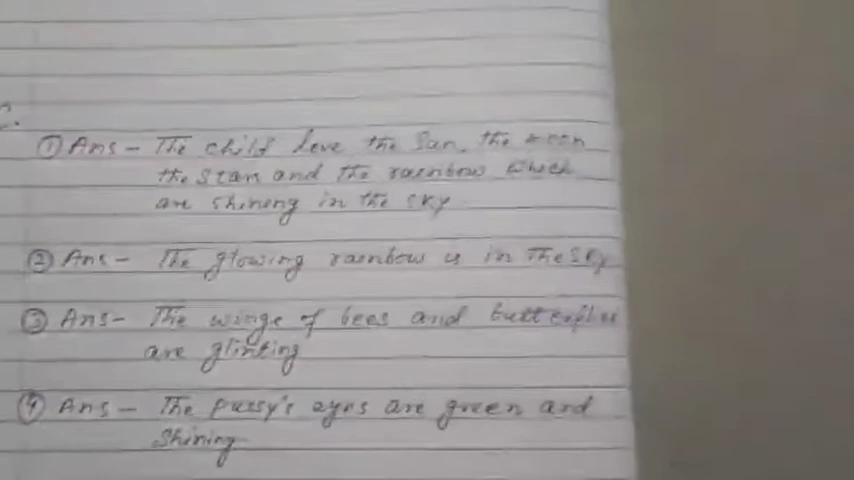 ① Ans - The child love the Sun, the moon
the stars and the rainbow which
are shining in the sky
② Ans - The glowing rainbow is in The sky
③ Ans - The wings of bees and butterflies
are glinting
④ Ans - The pussy's eyes are green and
Shining